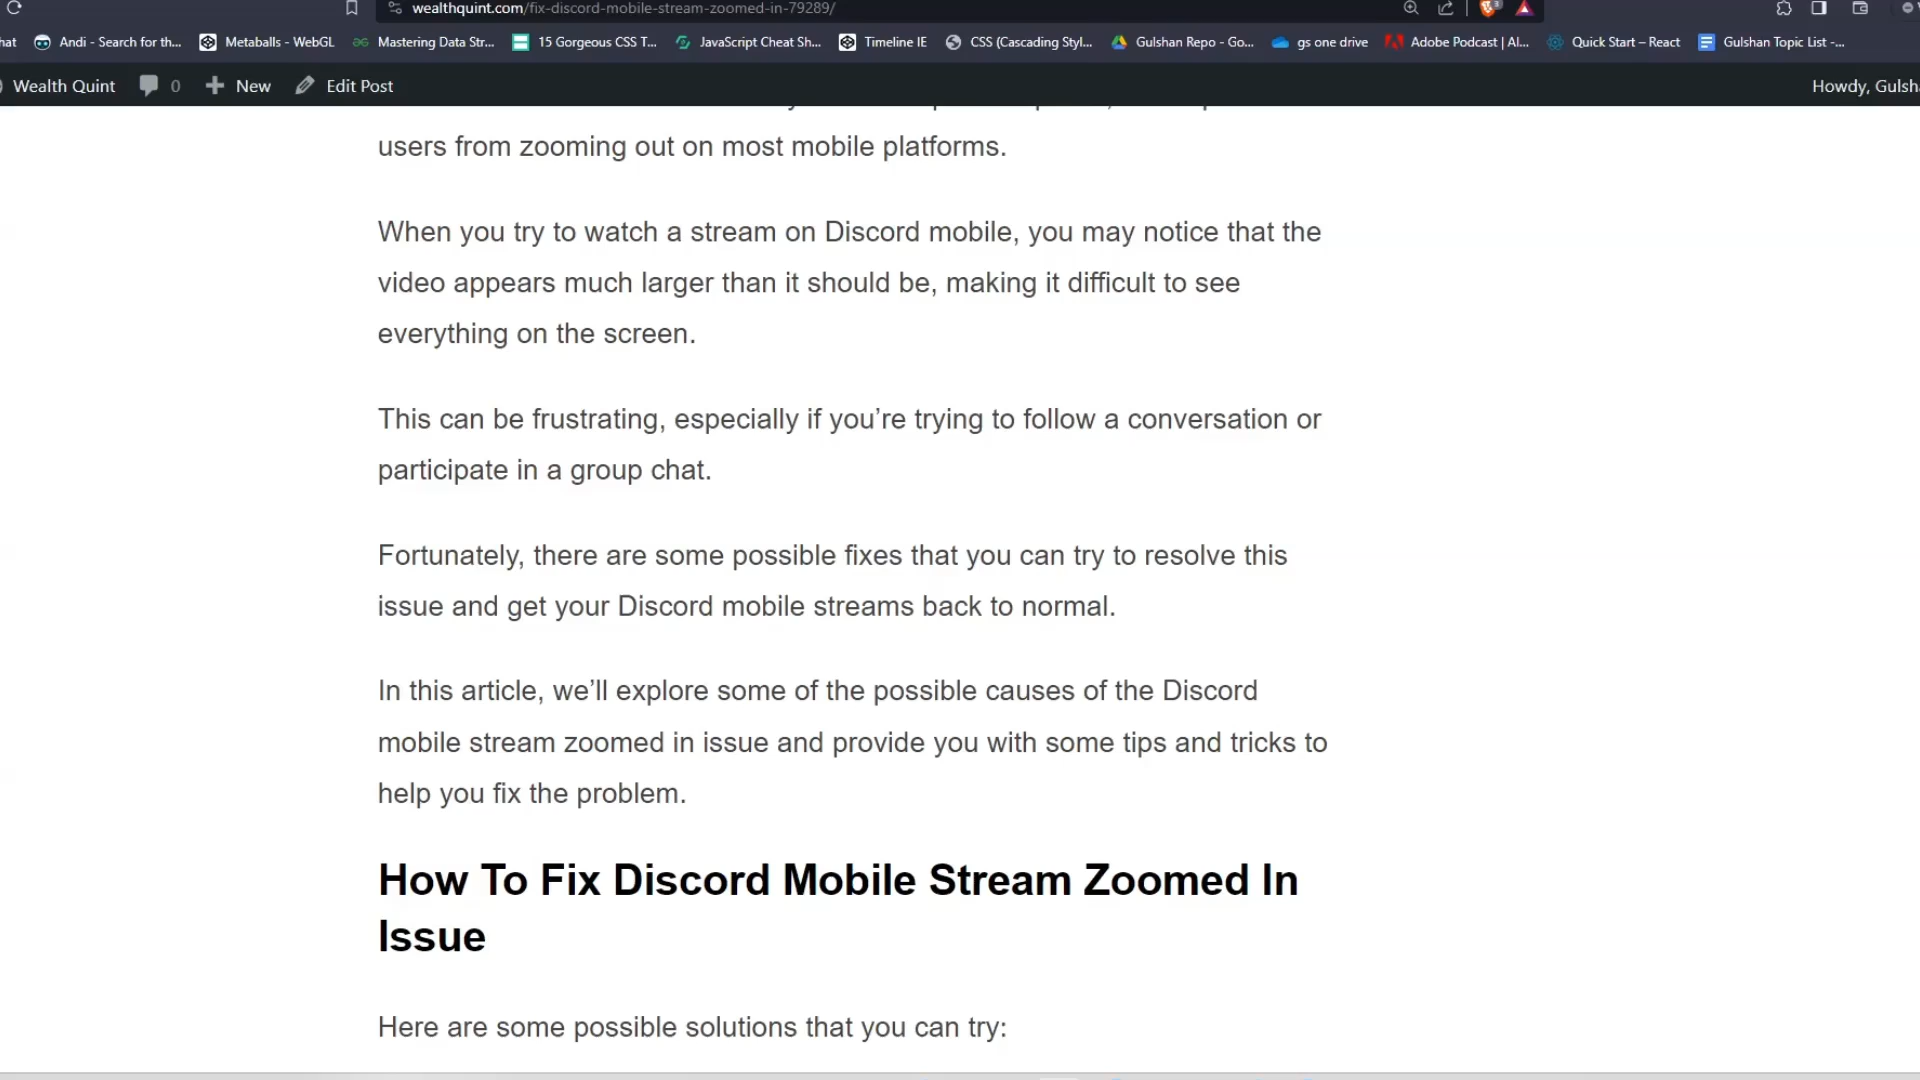 wealthquint.com/fix-discord-mobile-stream-zoomed-in-79289/
hat Andi - Search for th... Metaballs - WebGL Mastering Data Str... 15 Gorgeous CSS T... JavaScript Cheat Sh... Timeline IE CSS (Cascading Styl... Gulshan Repo - Go... gs one drive Adobe Podcast | AI... Quick Start – React Gulshan Topic List -...
Wealth Quint 0 New Edit Post Howdy, Gulsh
users from zooming out on most mobile platforms.
When you try to watch a stream on Discord mobile, you may notice that the
video appears much larger than it should be, making it difficult to see
everything on the screen.
This can be frustrating, especially if you’re trying to follow a conversation or
participate in a group chat.
Fortunately, there are some possible fixes that you can try to resolve this
issue and get your Discord mobile streams back to normal.
In this article, we’ll explore some of the possible causes of the Discord
mobile stream zoomed in issue and provide you with some tips and tricks to
help you fix the problem.
How To Fix Discord Mobile Stream Zoomed In
Issue
Here are some possible solutions that you can try: